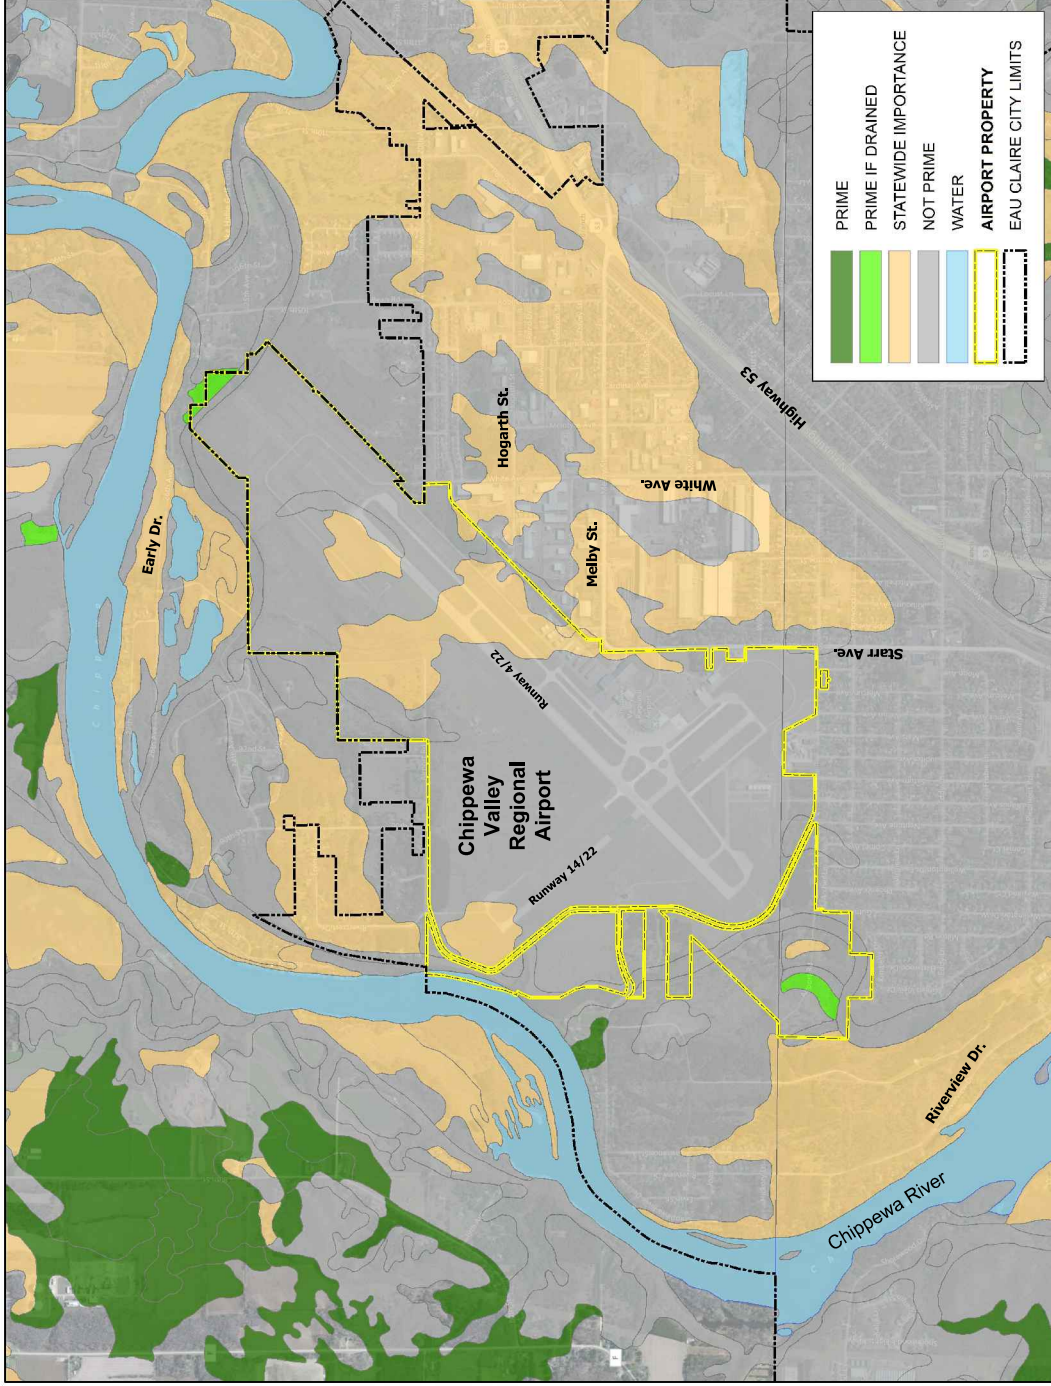 Early Dr.
Hogarth St.
Highway 53
White Ave.
Melby St.
Runway 4/22
Starr Ave.
Chippewa
Valley
Regional
Airport
Runway 14/22
Riverview Dr.
Chippewa River
PRIME
PRIME IF DRAINED
STATEWIDE IMPORTANCE
NOT PRIME
WATER
AIRPORT PROPERTY
EAU CLAIRE CITY LIMITS
F